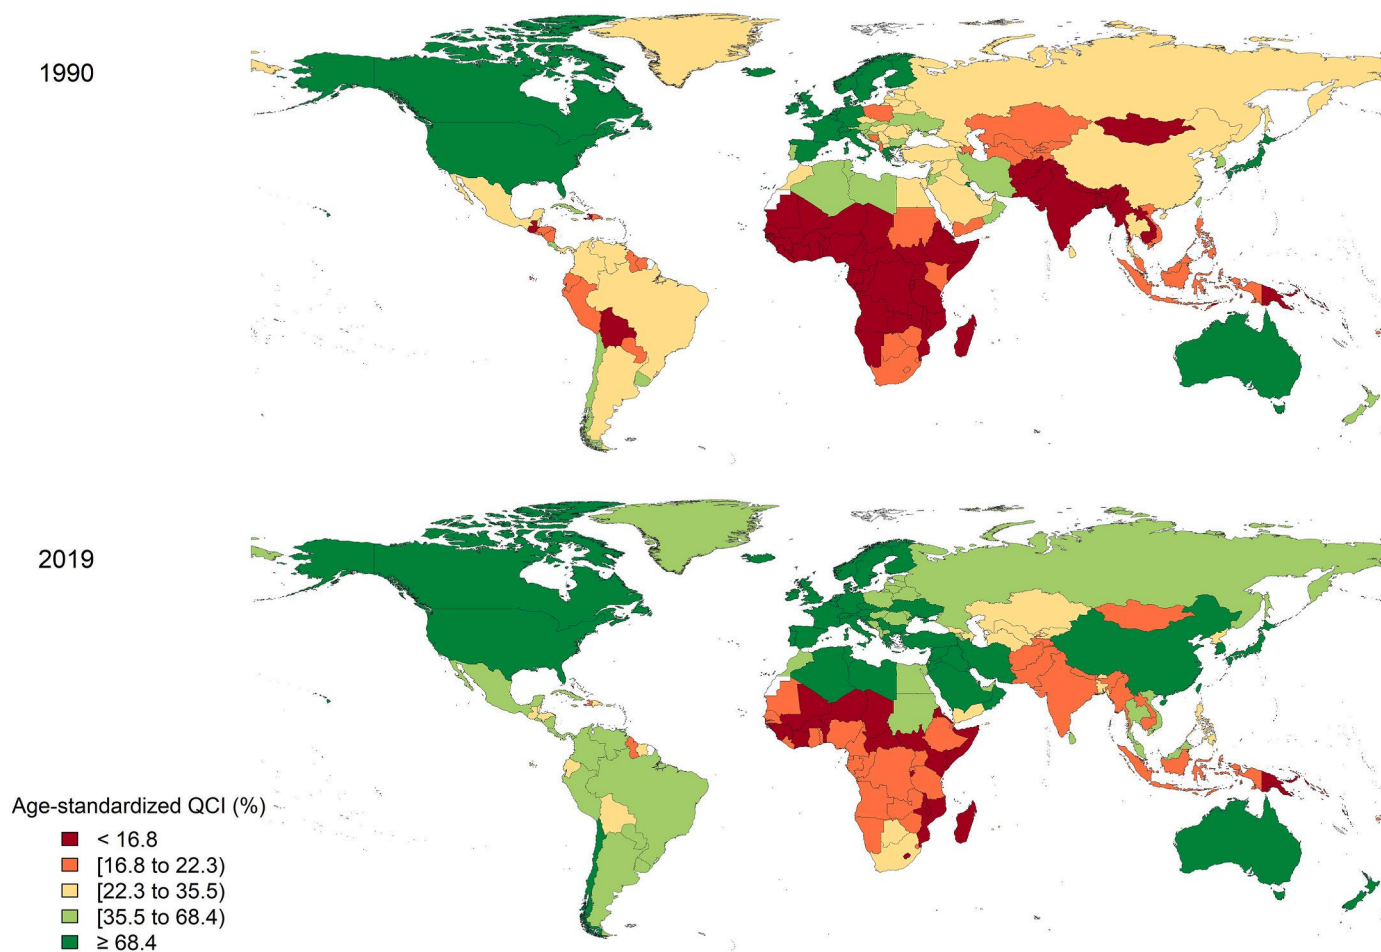 1990
2019
Age-standardized QCI (%)
< 16.8
[16.8 to 22.3)
[22.3 to 35.5)
[35.5 to 68.4)
≥ 68.4